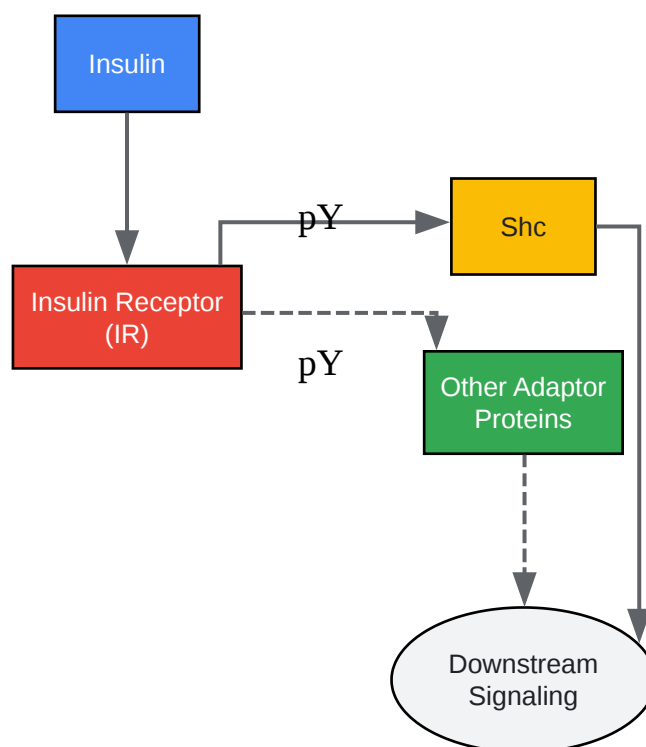 Insulin
pY
Shc
Insulin Receptor
(IR)
pY
Other Adaptor
Proteins
Downstream
Signaling